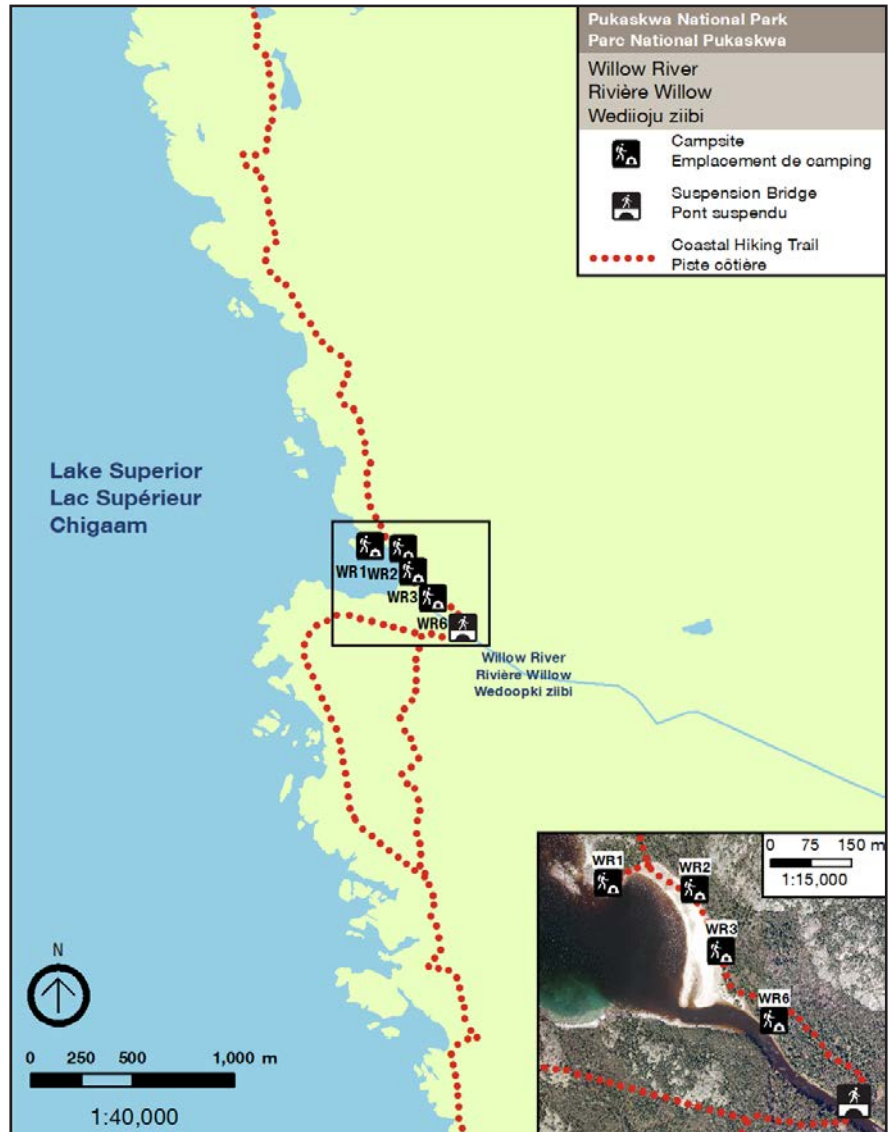 Pukaskwa National Park
Parc National Pukaskwa
Willow River
Rivière Willow
Wediioju ziibi
Campsite
Emplacement de camping
Suspension Bridge
Pont suspendu
Coastal Hiking Trail
Piste côtière
Lake Superior
Lac Supérieur
Chigaam
WR1
WR2
WR3
WR6
Willow River
Rivière Willow
Wedoopki ziibi
0 75 150 m
1:15,000
WR1
WR2
WR3
WR6
N
0 250 500 1,000 m
1:40,000